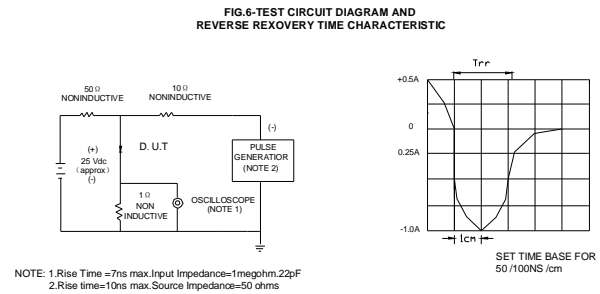 FIG.6-TEST CIRCUIT DIAGRAM AND
REVERSE REXOVERY TIME CHARACTERISTIC
50 Ω
NONINDUCTIVE
10 Ω
NONINDUCTIVE
(+)
25 Vdc
(approx)
(-)
D. U.T
1 Ω
NON
INDUCTIVE
OSCILLOSCOPE
(NOTE 1)
(-)
PULSE
GENERATIOR
(NOTE 2)
Trr
+0.5A
0
0.25A
-1.0A
1cm
SET TIME BASE FOR
50 /100NS /cm
NOTE: 1.Rise Time =7ns max.Input Impedance=1megohm.22pF
2.Rise time=10ns max.Source Impedance=50 ohms